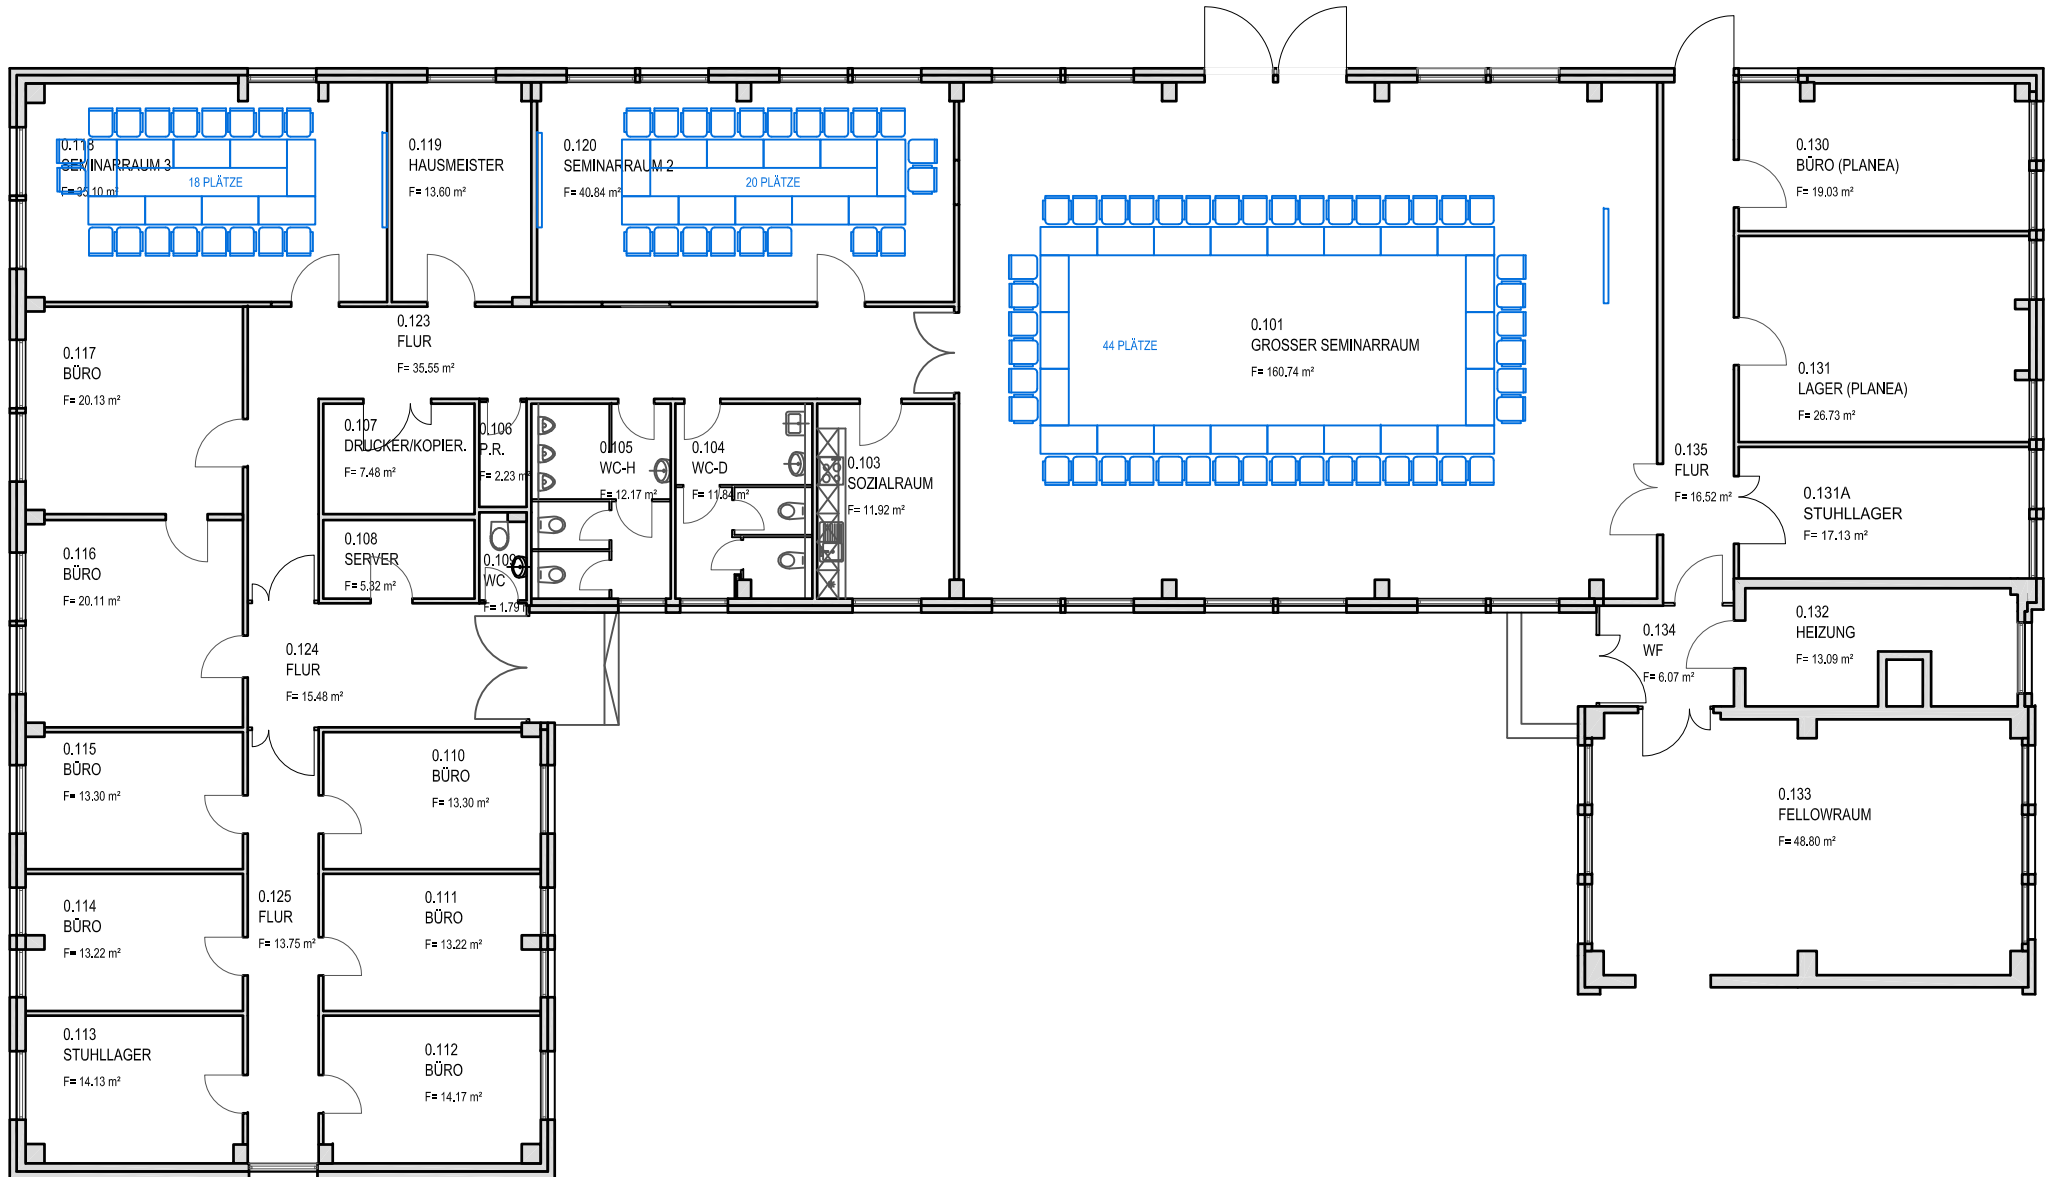 0.118
SEMINARRAUM 3
F= 35.10 m²
18 PLÄTZE
0.119
HAUSMEISTER
F= 13.60 m²
0.120
SEMINARRAUM 2
F= 40.84 m²
20 PLÄTZE
0.130
BÜRO (PLANEA)
F= 19.03 m²
0.123
FLUR
F= 35.55 m²
0.101
GROSSER SEMINARRAUM
F= 160.74 m²
44 PLÄTZE
0.117
BÜRO
F= 20.13 m²
0.131
LAGER (PLANEA)
F= 26.73 m²
0.107
DRUCKER/KOPIER.
F= 7.48 m²
0.106
P.R.
F= 2.23 m²
0.105
WC-H
F= 12.17 m²
0.104
WC-D
F= 11.84 m²
0.103
SOZIALRAUM
F= 11.92 m²
0.135
FLUR
F= 16.52 m²
0.131A
STUHLLAGER
F= 17.13 m²
0.116
BÜRO
F= 20.11 m²
0.108
SERVER
F= 5.32 m²
0.109
WC
F= 1.79
0.124
FLUR
F= 15.48 m²
0.134
WF
F= 6.07 m²
0.132
HEIZUNG
F= 13.09 m²
0.115
BÜRO
F= 13.30 m²
0.110
BÜRO
F= 13.30 m²
0.133
FELLOWRAUM
F= 48.80 m²
0.114
BÜRO
F= 13.22 m²
0.125
FLUR
F= 13.75 m²
0.111
BÜRO
F= 13.22 m²
0.113
STUHLLAGER
F= 14.13 m²
0.112
BÜRO
F= 14.17 m²